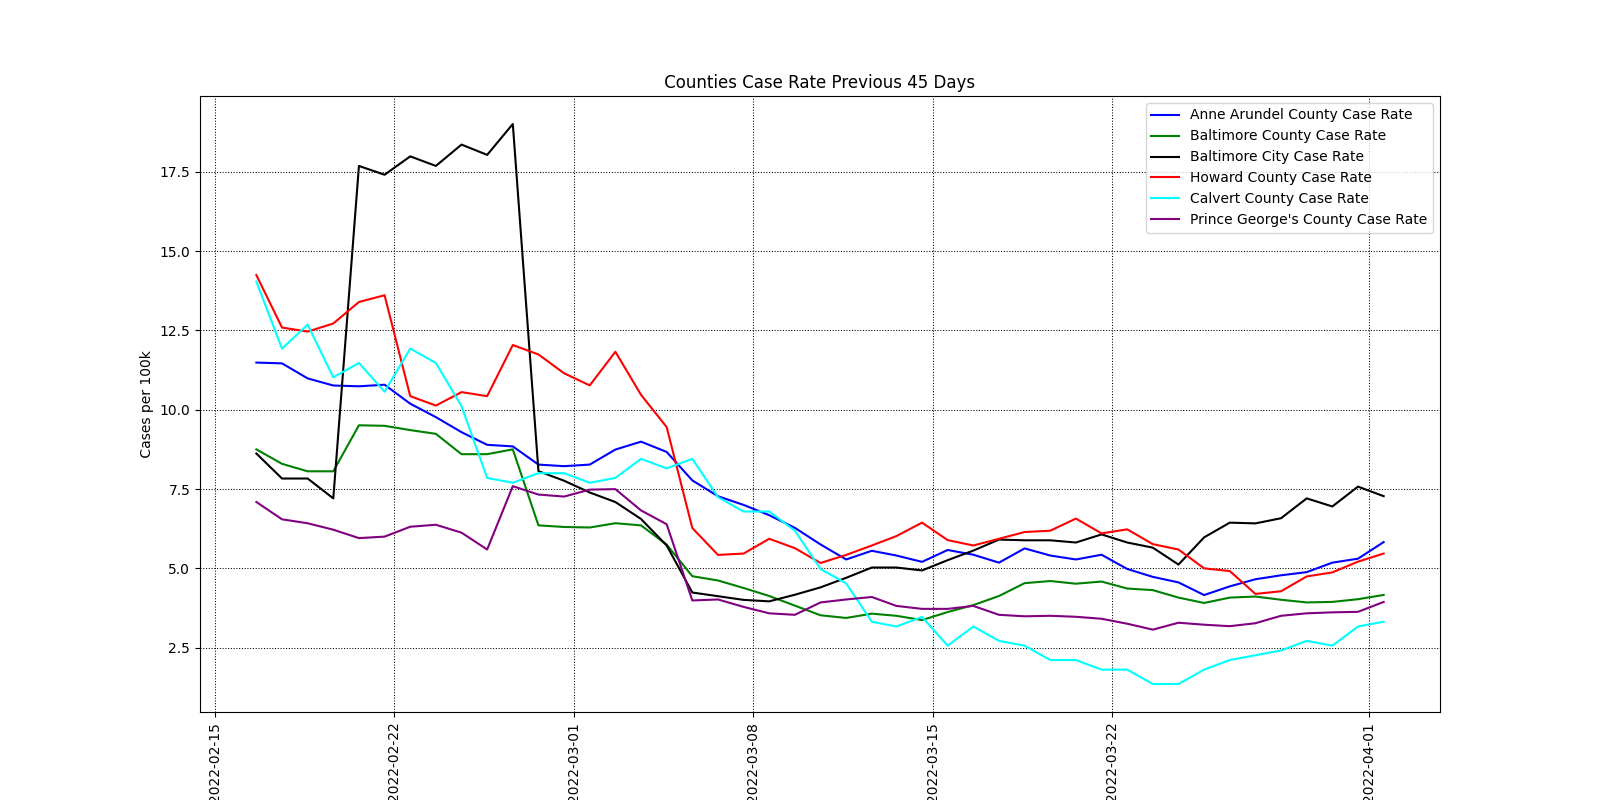 Counties Case Rate Previous 45 Days
Anne Arundel County Case Rate
Baltimore County Case Rate
Baltimore City Case Rate
Howard County Case Rate
Calvert County Case Rate
Prince George's County Case Rate
Cases per 100k
17.5
15.0
12.5
10.0
7.5
5.0
2.5
2022-02-15
2022-02-22
2022-03-01
2022-03-08
2022-03-15
2022-03-22
2022-04-01